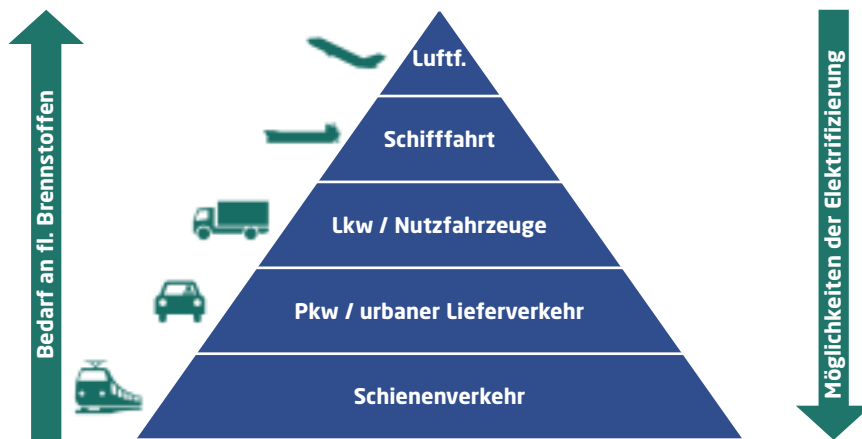 Bedarf an fl. Brennstoffen
Luftf.
Schifffahrt
Lkw / Nutzfahrzeuge
Pkw / urbaner Lieferverkehr
Schienenverkehr
Möglichkeiten der Elektrifizierung